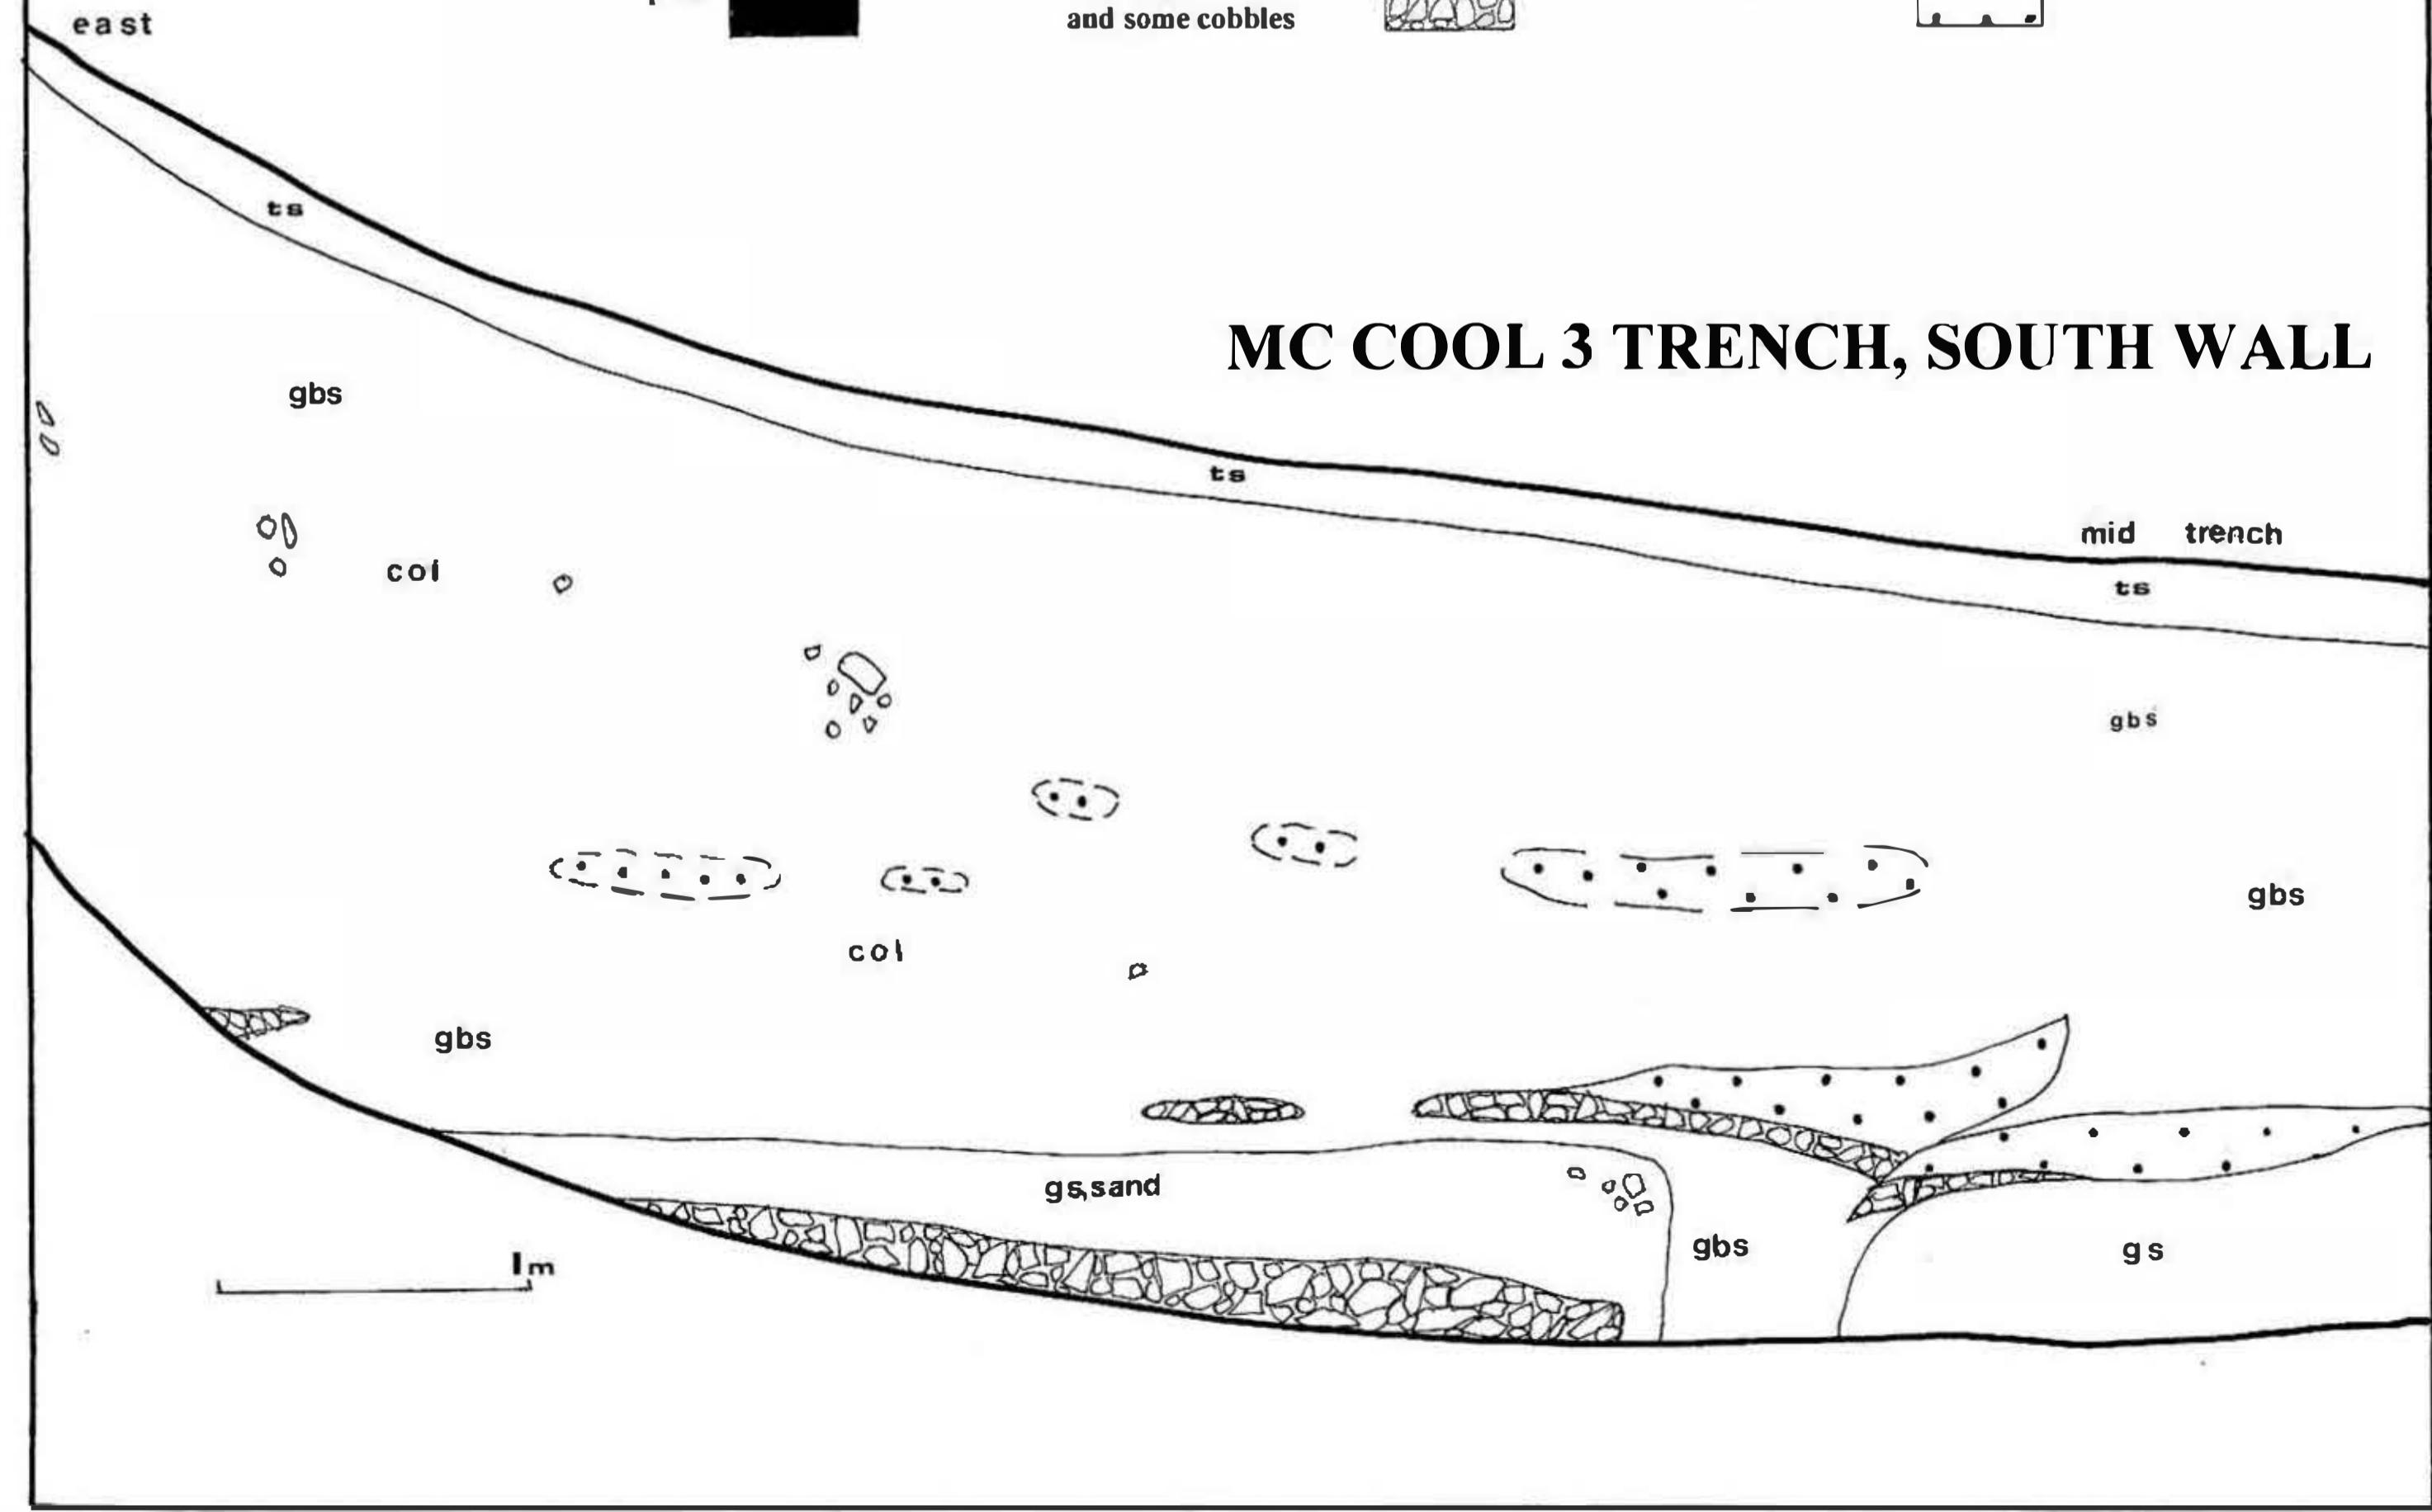 east
and some cobbles
ts
MC COOL 3 TRENCH, SOUTH WALL
gbs
ts
mid trench
col
ts
gbs
gbs
col
gbs
gs,sand
gbs
gs
1m